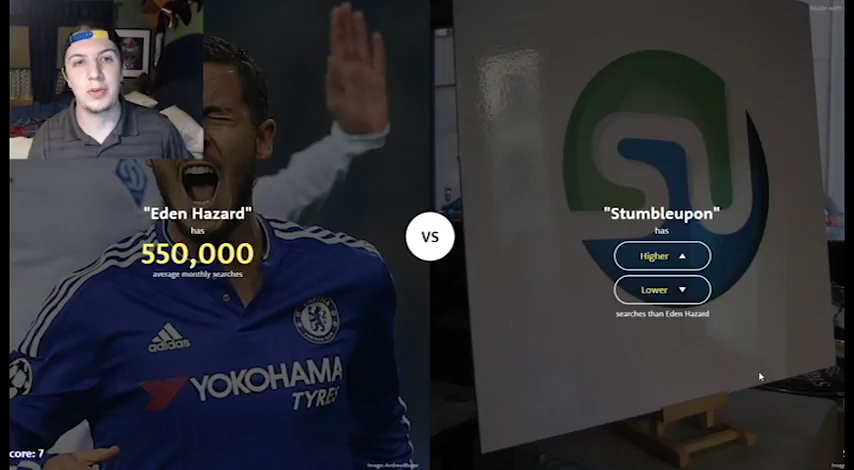 "Eden Hazard"
has
550,000
average monthly searches
VS
"Stumbleupon"
has
Higher
Lower
searches than Eden Hazard
adidas
YOKOHAMA
TYRES
core: 7